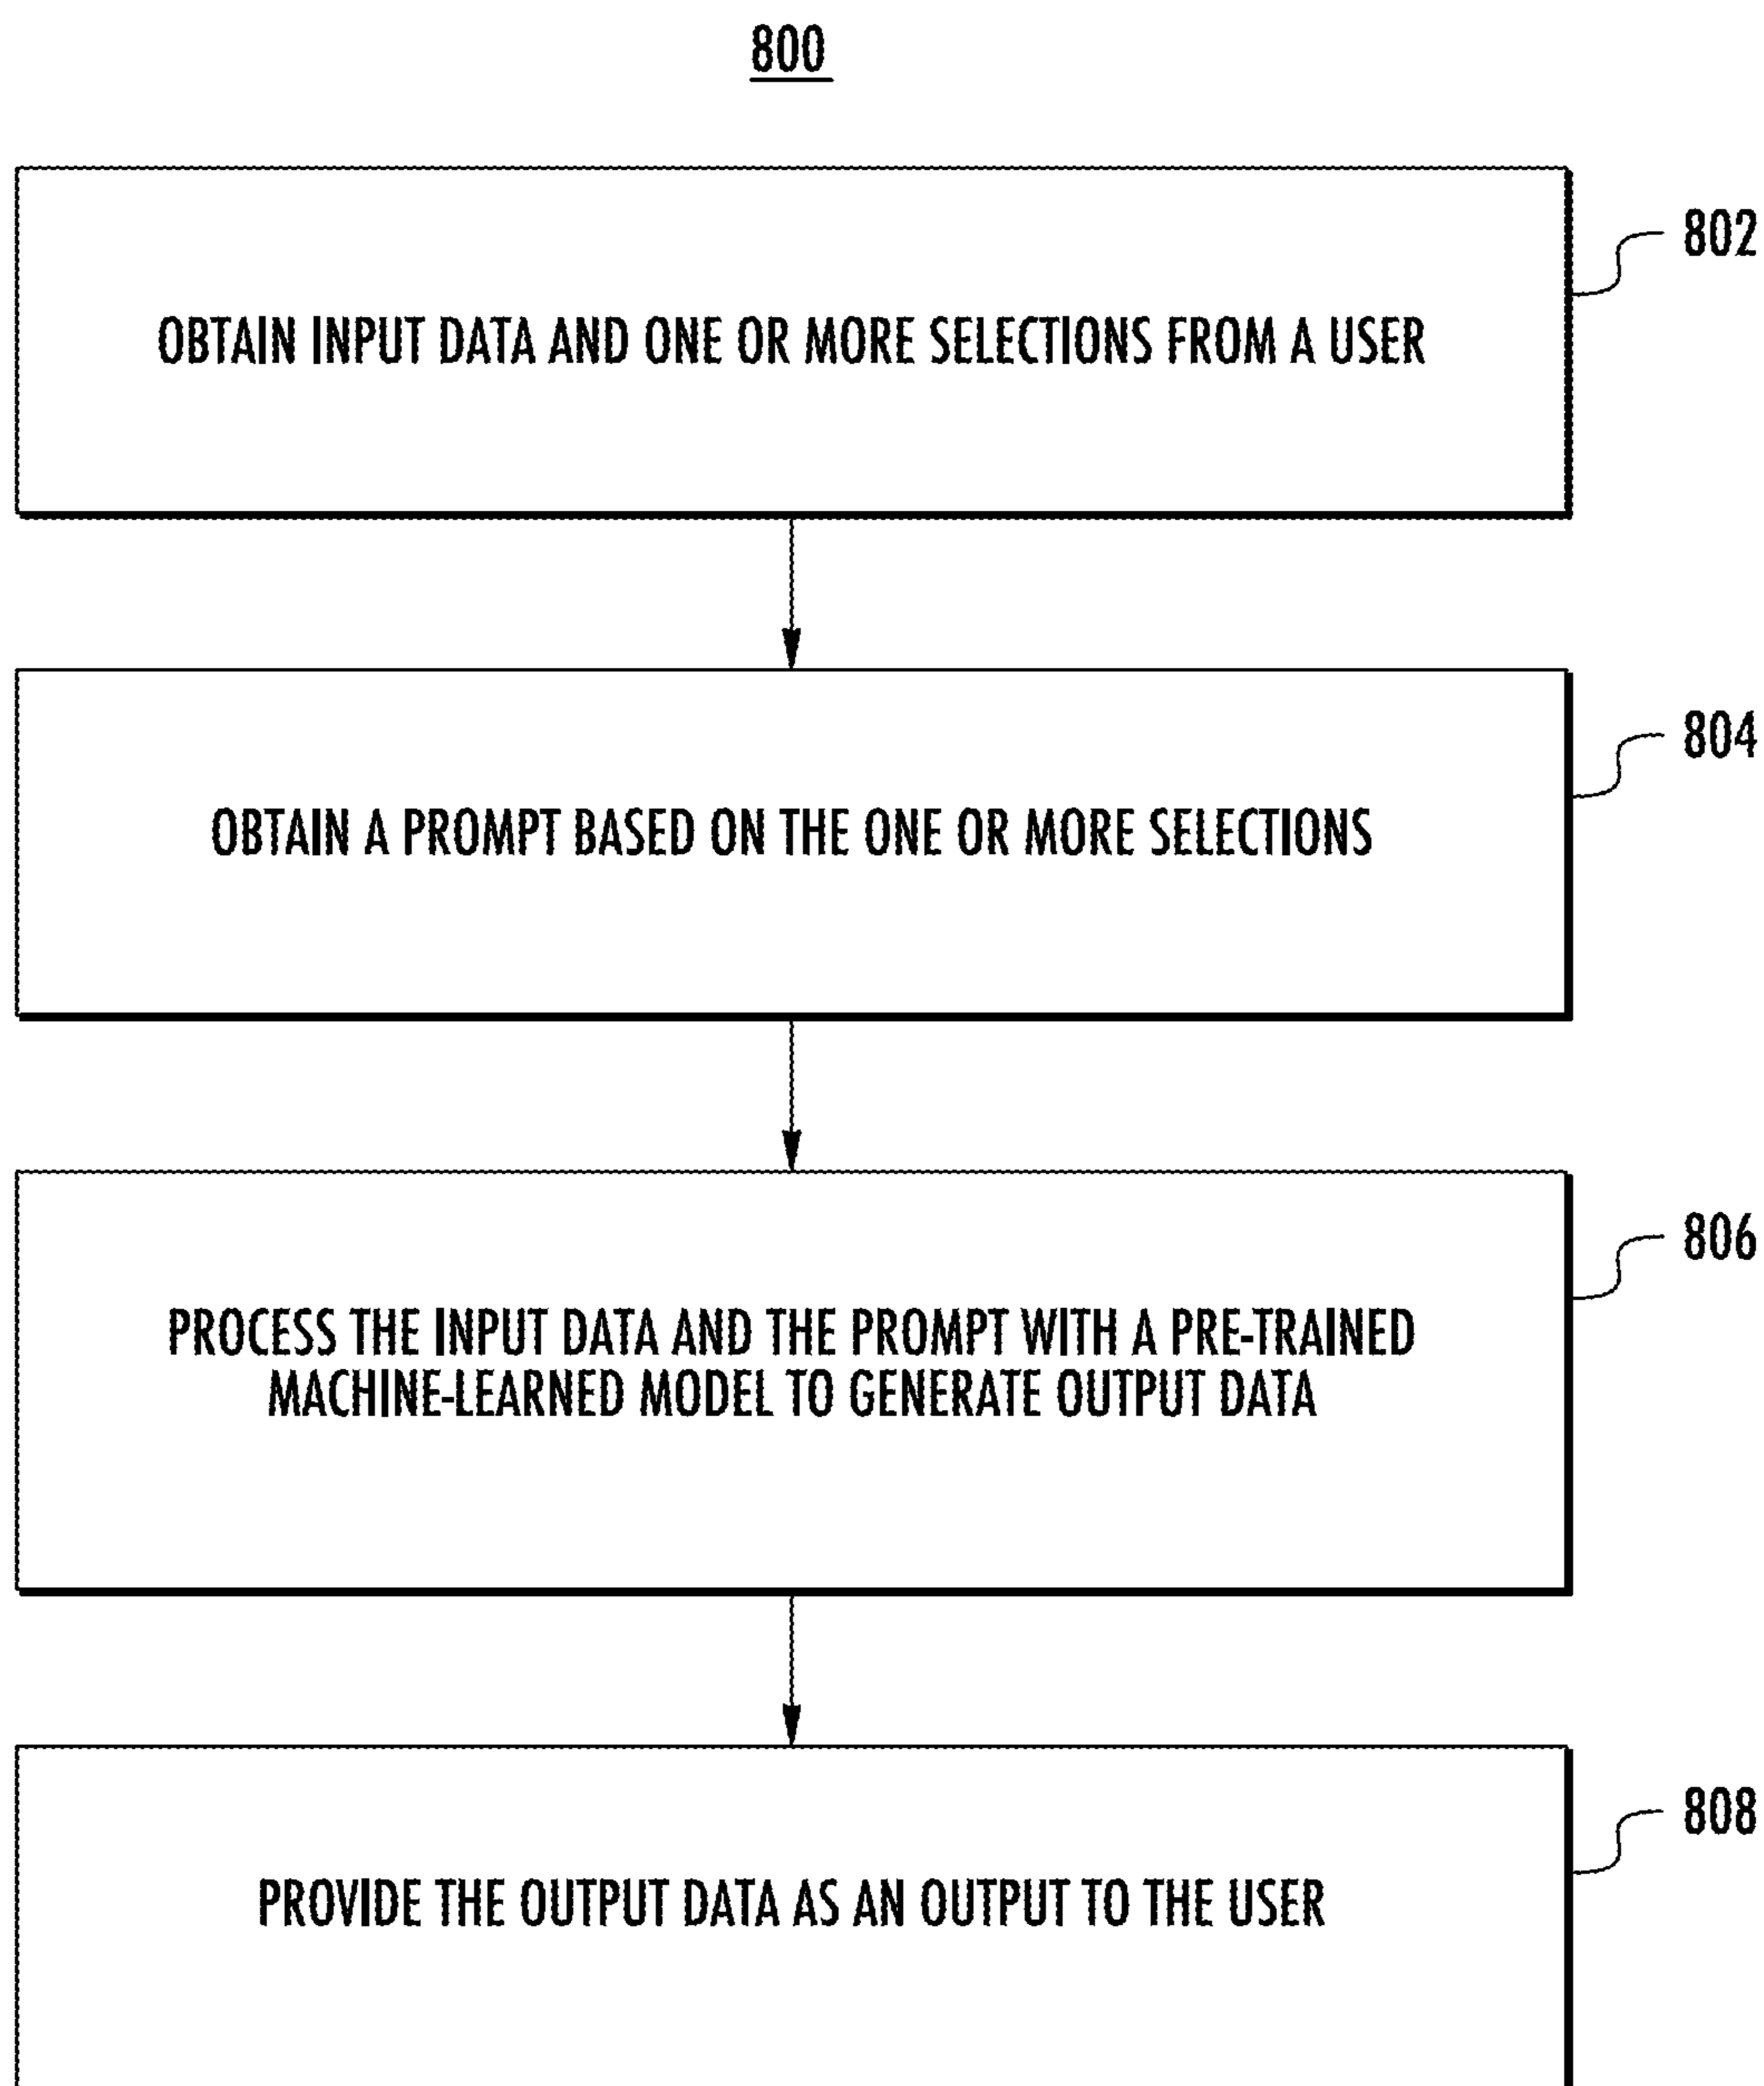 800
OBTAIN INPUT DATA AND ONE OR MORE SELECTIONS FROM A USER
802
OBTAIN A PROMPT BASED ON THE ONE OR MORE SELECTIONS
804
PROCESS THE INPUT DATA AND THE PROMPT WITH A PRE-TRAINED
MACHINE-LEARNED MODEL TO GENERATE OUTPUT DATA
806
PROVIDE THE OUTPUT DATA AS AN OUTPUT TO THE USER
808